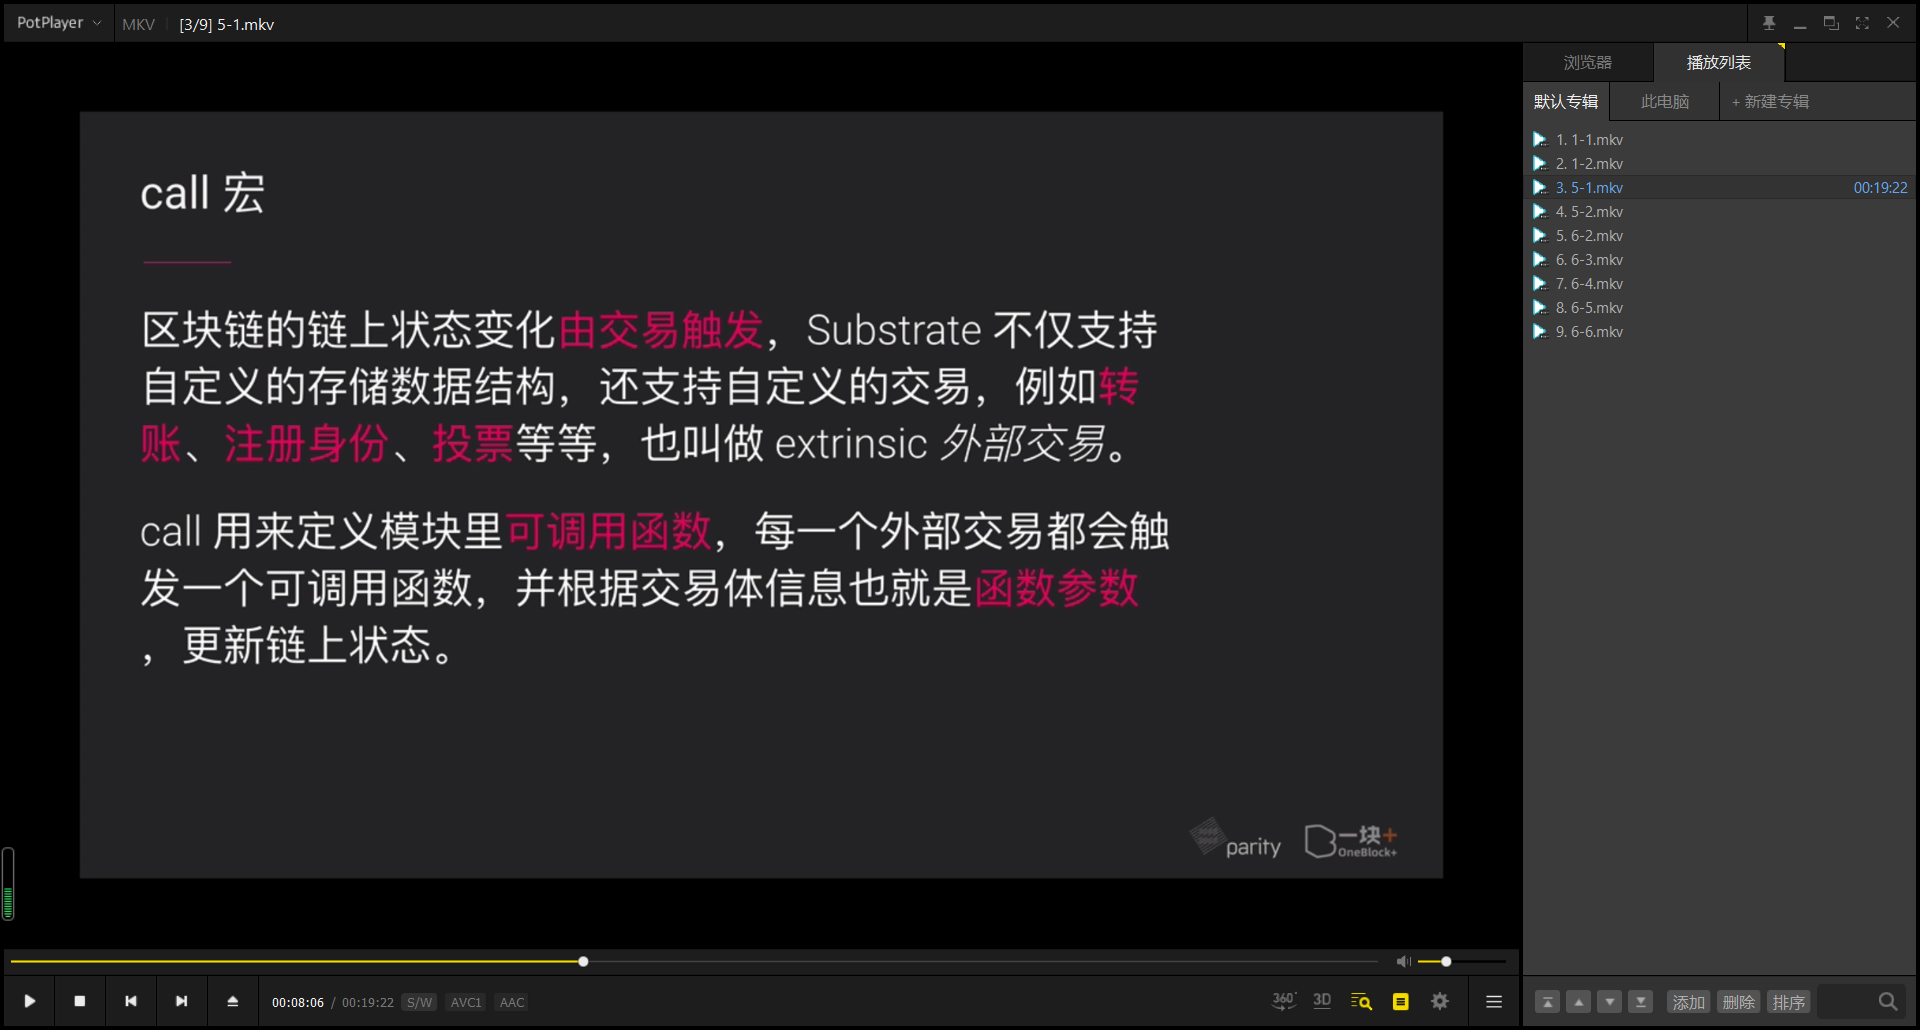 PotPlayer MKV [3/9] 5-1.mkv
浏览器 播放列表
默认专辑 此电脑 + 新建专辑
1. 1-1.mkv
2. 1-2.mkv
3. 5-1.mkv 00:19:22
4. 5-2.mkv
5. 6-2.mkv
6. 6-3.mkv
7. 6-4.mkv
8. 6-5.mkv
9. 6-6.mkv
call 宏
区块链的链上状态变化由交易触发，Substrate 不仅支持
自定义的存储数据结构，还支持自定义的交易，例如转
账、注册身份、投票等等，也叫做 extrinsic 外部交易。
call 用来定义模块里可调用函数，每一个外部交易都会触
发一个可调用函数，并根据交易体信息也就是函数参数
，更新链上状态。
parity 一块+
OneBlock+
00:08:06 / 00:19:22 S/W AVC1 AAC 360° 3D
添加 删除 排序